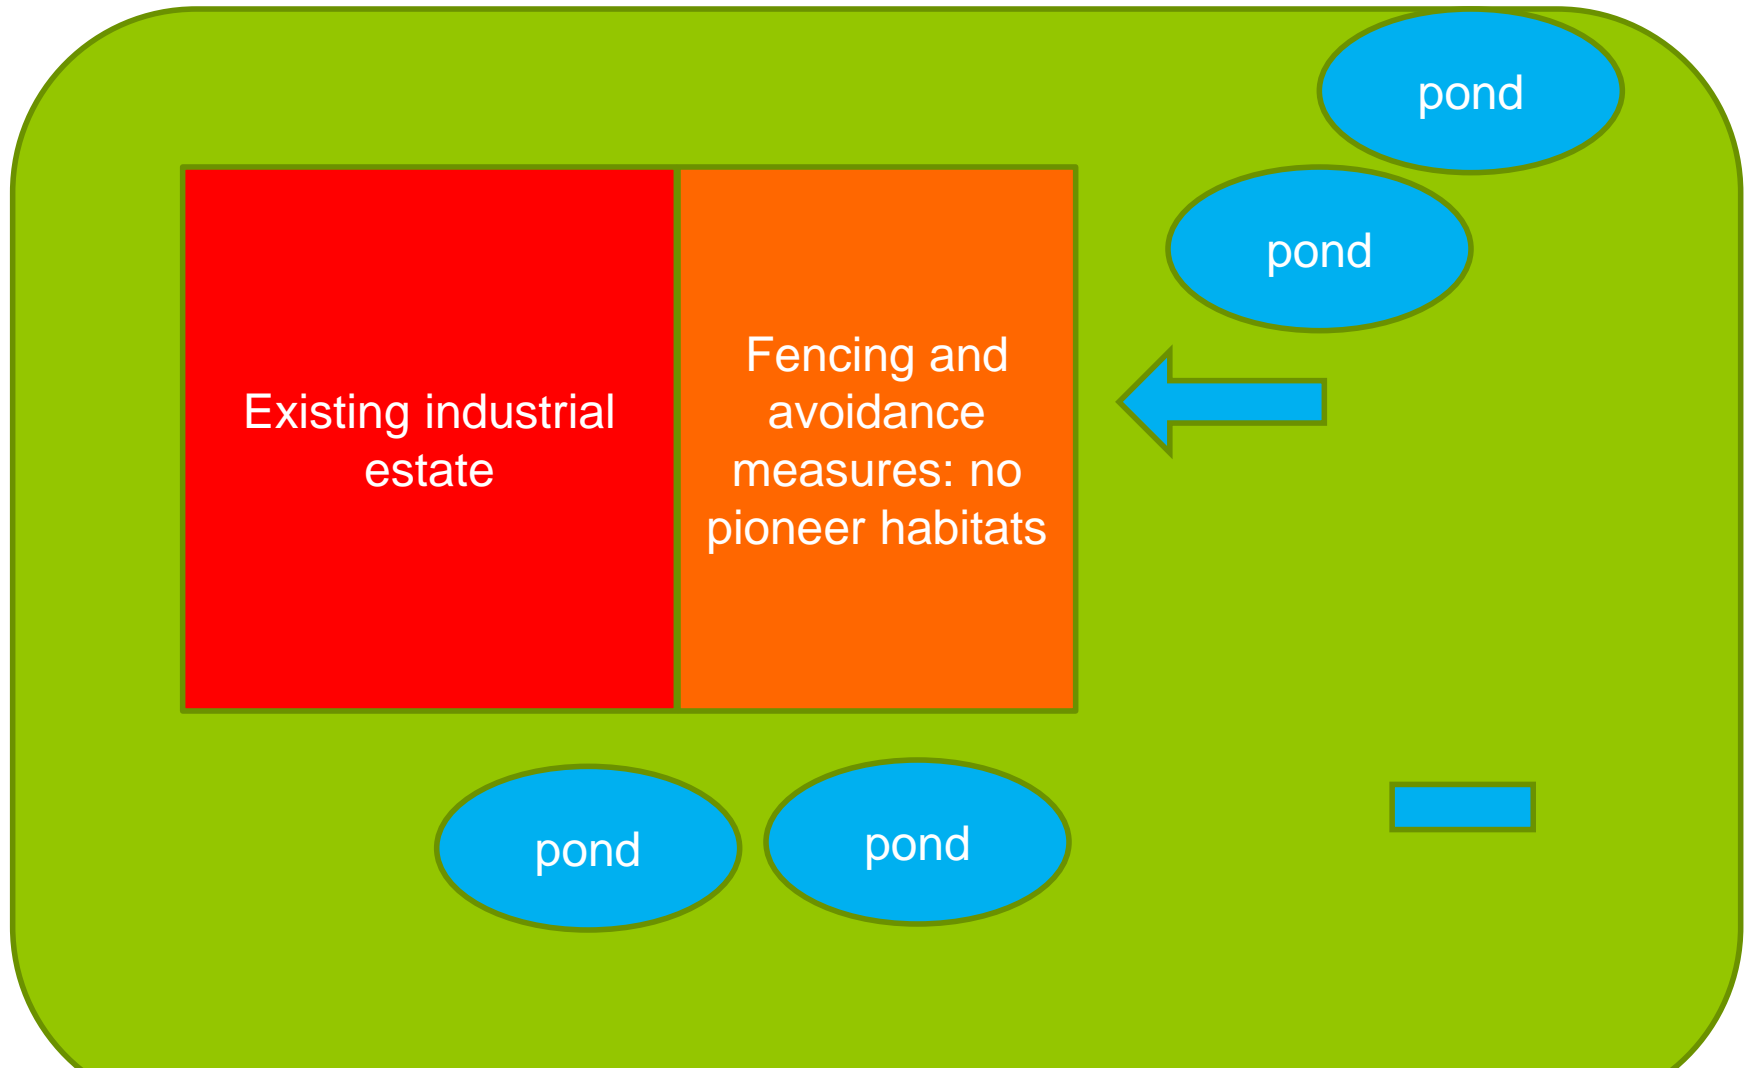 pond
pond
Existing industrial
estate
Fencing and
avoidance
measures: no
pioneer habitats
pond
pond